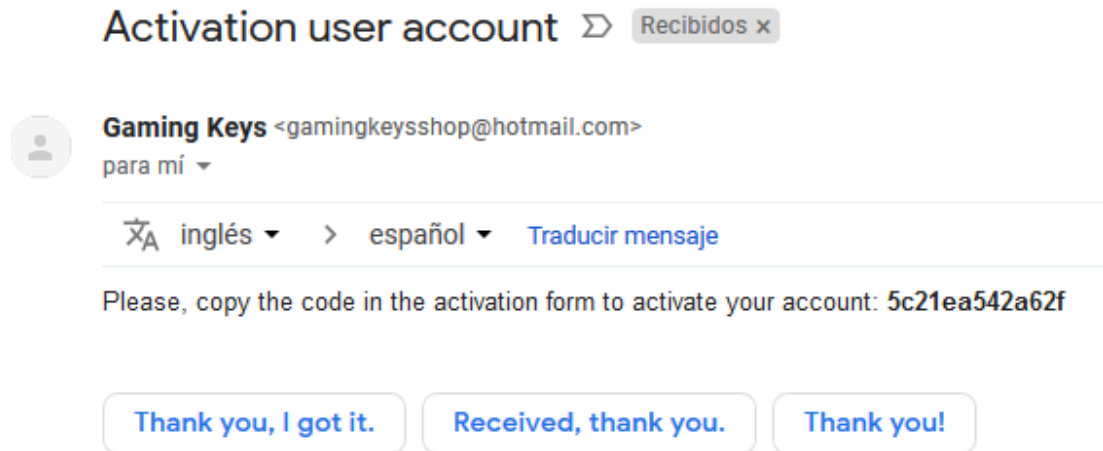 Activation user account Recibidos x
Gaming Keys <gamingkeysshop@hotmail.com>
para mí
inglés > español Traducir mensaje
Please, copy the code in the activation form to activate your account: 5c21ea542a62f
Thank you, I got it. Received, thank you. Thank you!